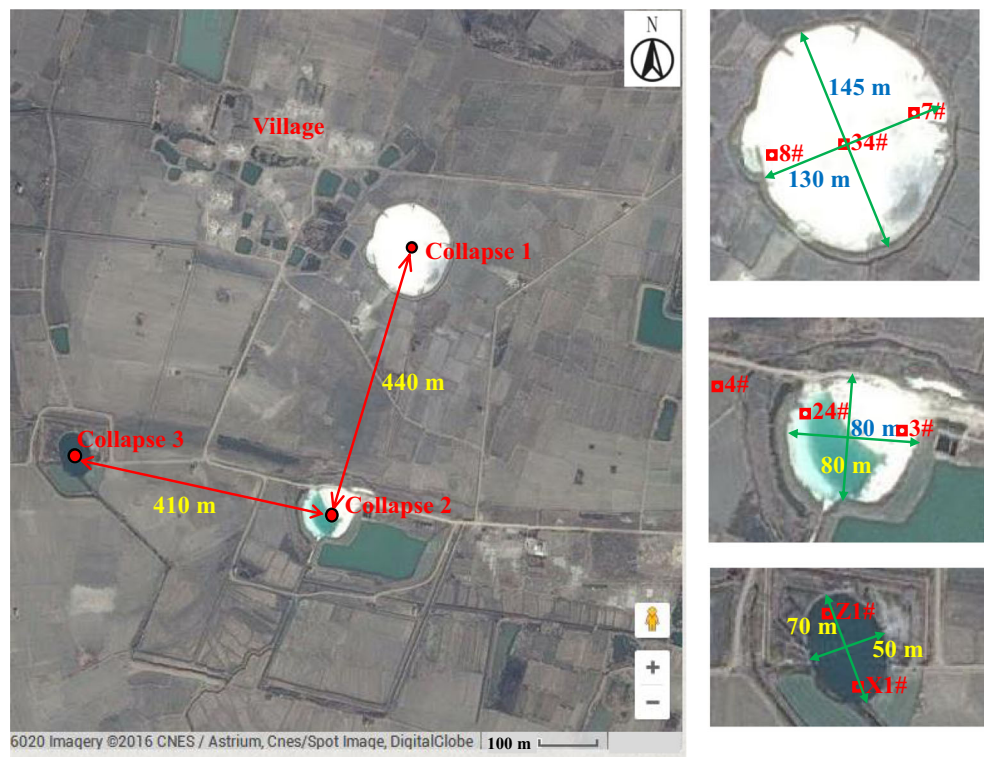 N
Village
Collapse 1
440 m
Collapse 3
410 m
Collapse 2
6020 Imagery ©2016 CNES / Astrium, Cnes/Spot Image, DigitalGlobe
100 m
+
−
145 m
7#
34#
8#
130 m
4#
24#
80 m
3#
80 m
Z1#
70 m
50 m
X1#